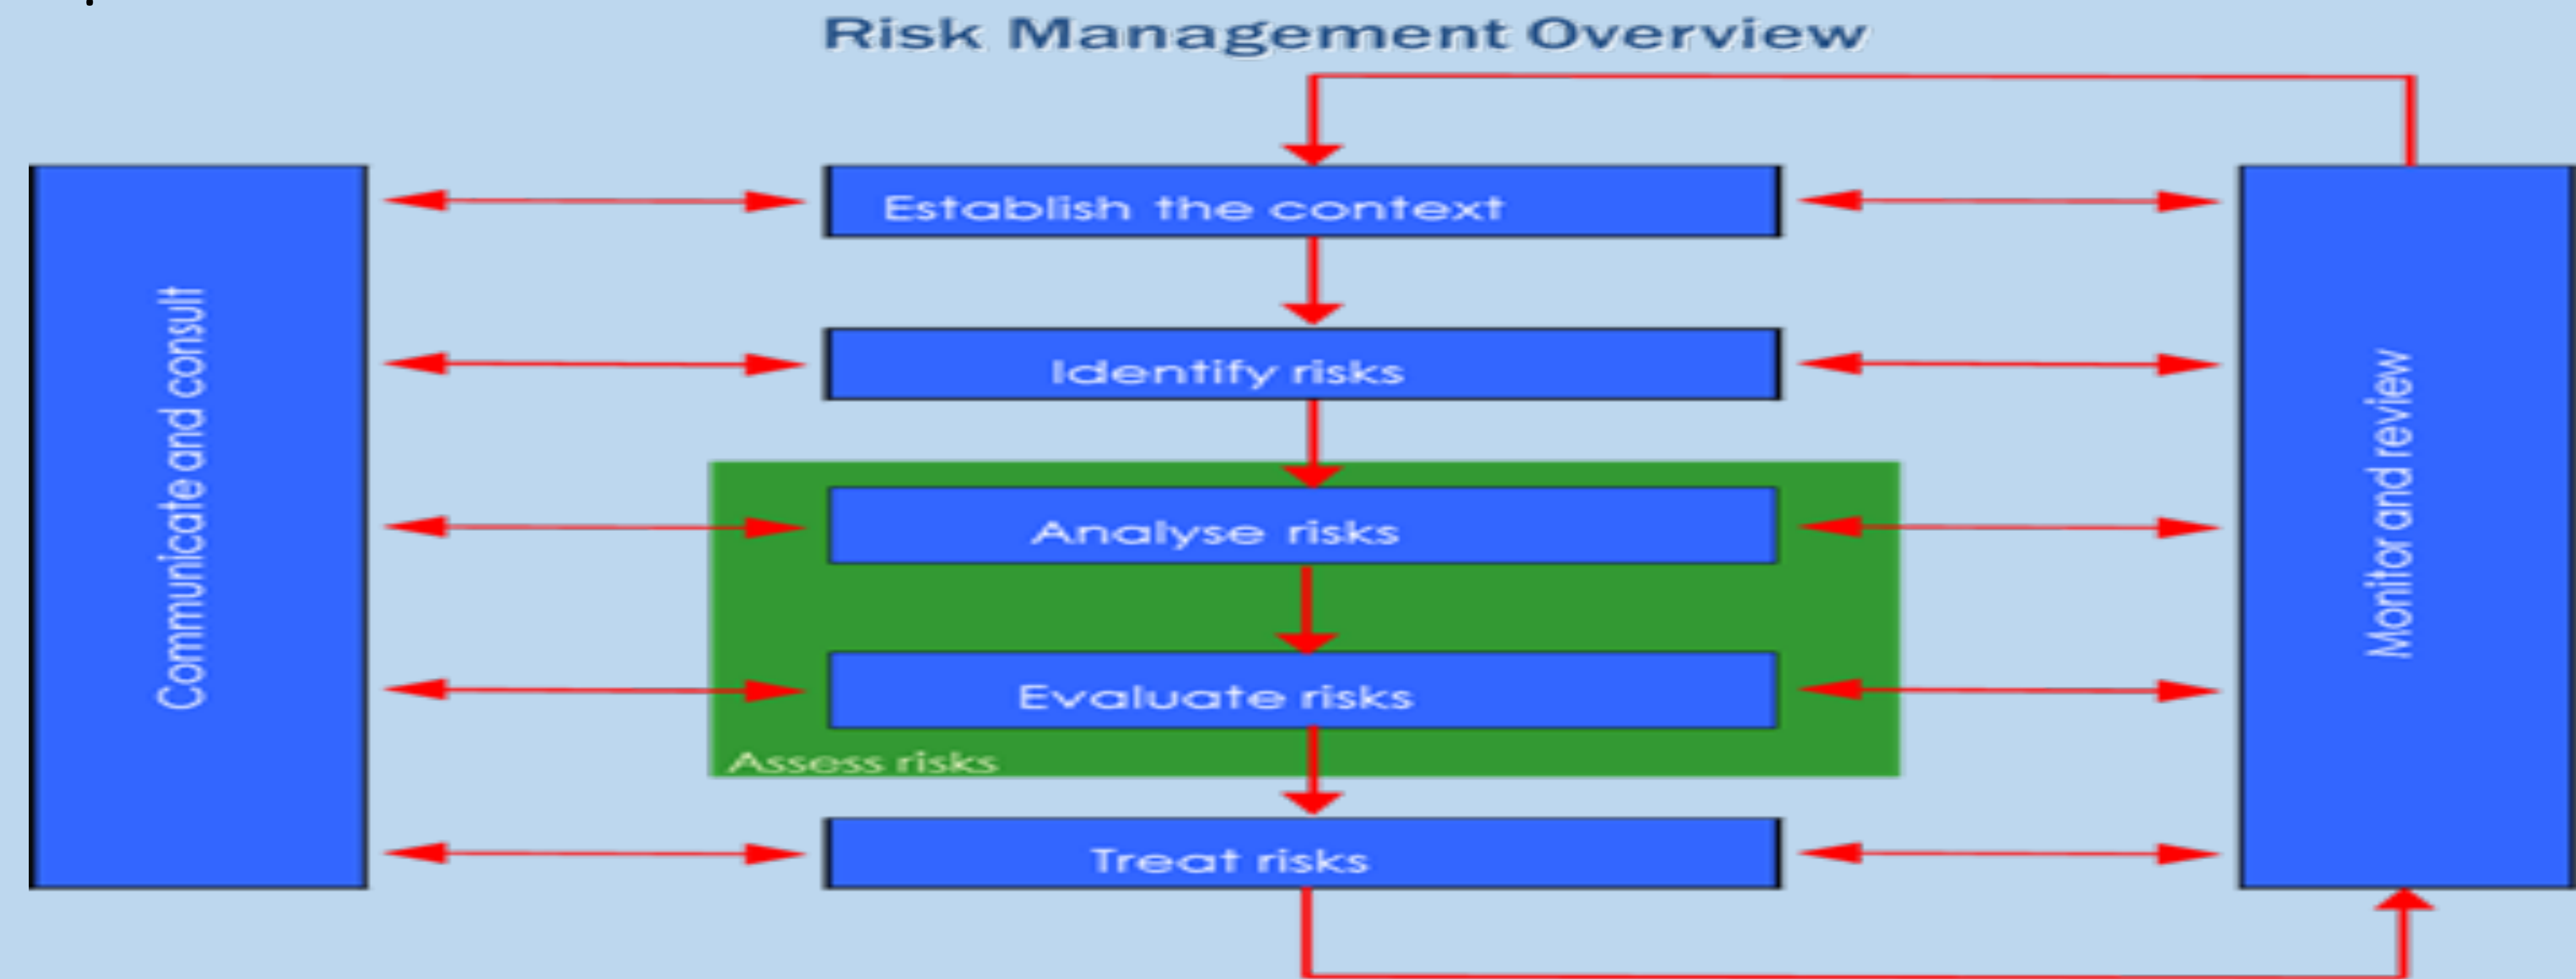 Risk Management Overview
Communicate and consult
Establish the context
Identify risks
Analyse risks
Evaluate risks
Assess risks
Treat risks
Monitor and review